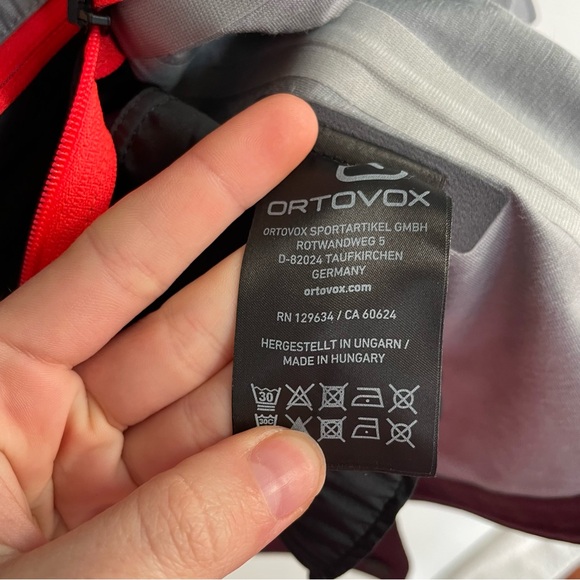 ORTOVOX
ORTOVOX SPORTARTIKEL GMBH
ROTWANDWEG 5
D-82024 TAUFKIRCHEN
GERMANY
ortovox.com
RN 129634 / CA 60624
HERGESTELLT IN UNGARN /
MADE IN HUNGARY
30
30C